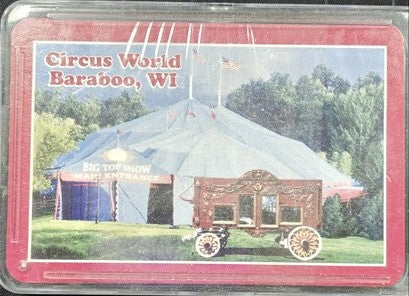 Circus World
Baraboo, WI
BIG TOP SHOW
MAIN ENTRANCE